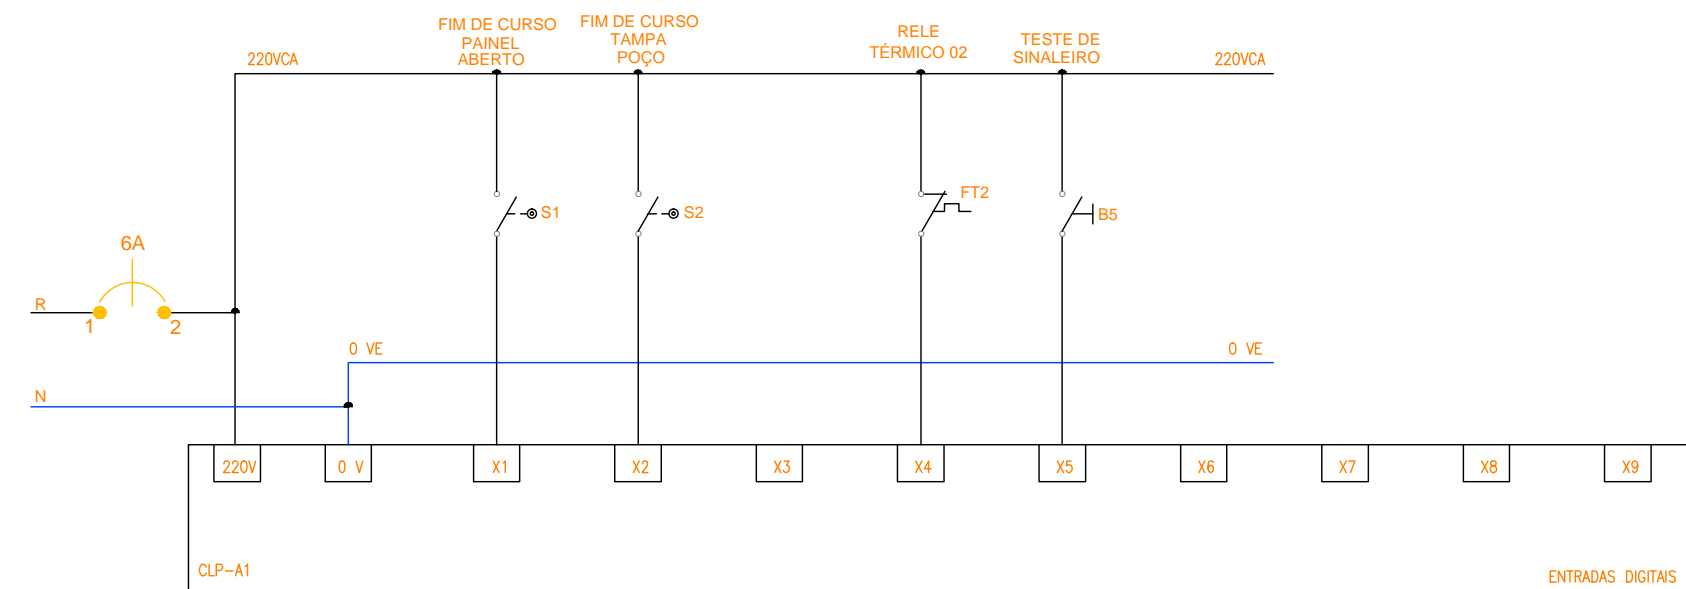 FIM DE CURSO
PAINEL
ABERTO
FIM DE CURSO
TAMPA
POÇO
RELE
TÉRMICO 02
TESTE DE
SINALEIRO
220VCA
220VCA
S1
S2
FT2
B5
6A
R
1
2
0 VE
0 VE
N
220V
0 V
X1
X2
X3
X4
X5
X6
X7
X8
X9
CLP-A1
ENTRADAS DIGITAIS